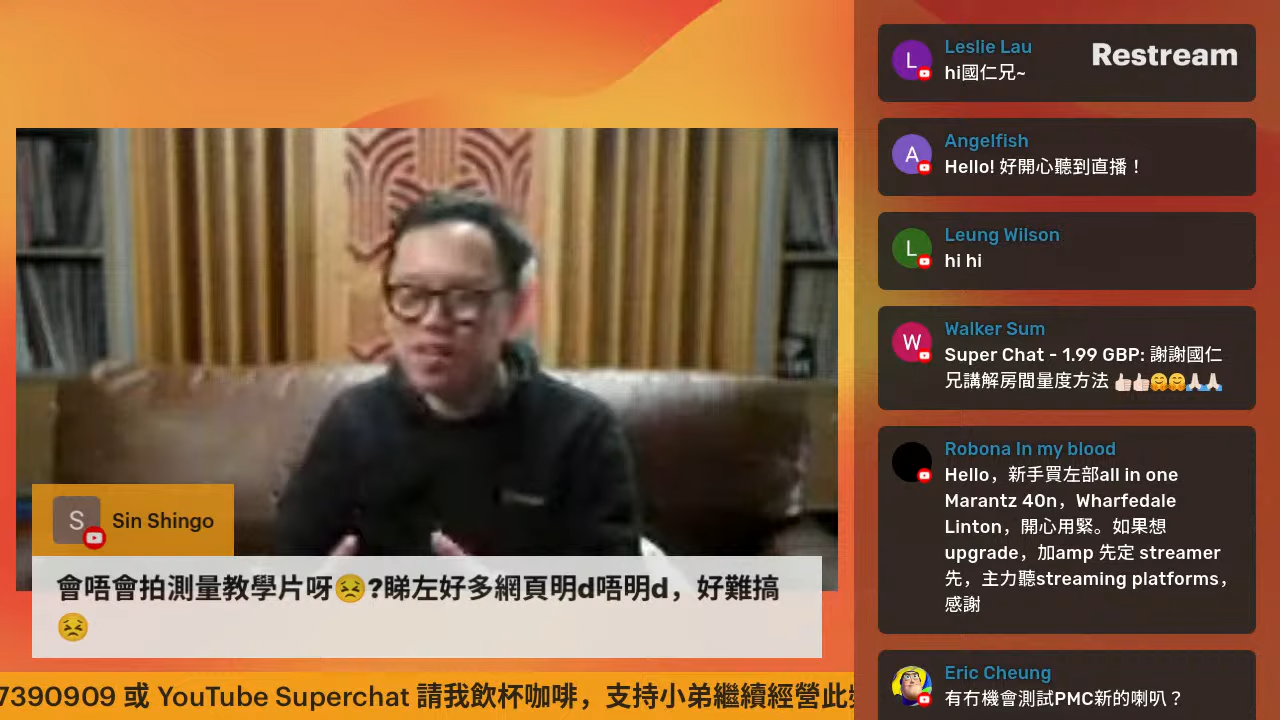 Restream
L
Leslie Lau
hi國仁兄~
A
Angelfish
Hello! 好開心聽到直播！
L
Leung Wilson
hi hi
W
Walker Sum
Super Chat - 1.99 GBP: 謝謝國仁
兄講解房間量度方法 👍🏻👍🏻🤗🤗🙏🏻🙏🏻
Robona In my blood
Hello，新手買左部all in one
Marantz 40n，Wharfedale
Linton，開心用緊。如果想
upgrade，加amp 先定 streamer
先，主力聽streaming platforms，
感謝
Eric Cheung
有冇機會測試PMC新的喇叭？
S
Sin Shingo
會唔會拍測量教學片呀😣?睇左好多網頁明d唔明d，好難搞
😣
7390909 或 YouTube Superchat 請我飲杯咖啡，支持小弟繼續經營此